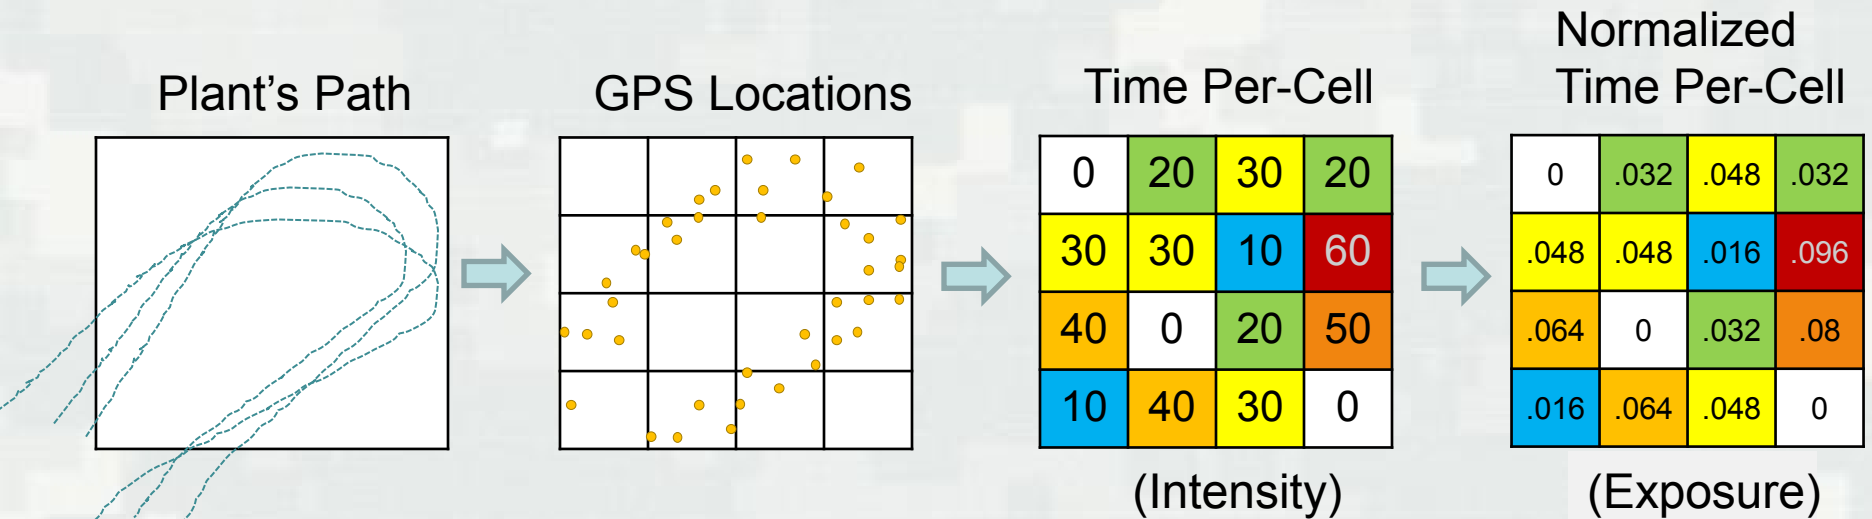 Plant's Path
GPS Locations
Time Per-Cell
Normalized
Time Per-Cell
0 20 30 20
30 30 10 60
40 0 20 50
10 40 30 0
(Intensity)
0 .032 .048 .032
.048 .048 .016 .096
.064 0 .032 .08
.016 .064 .048 0
(Exposure)